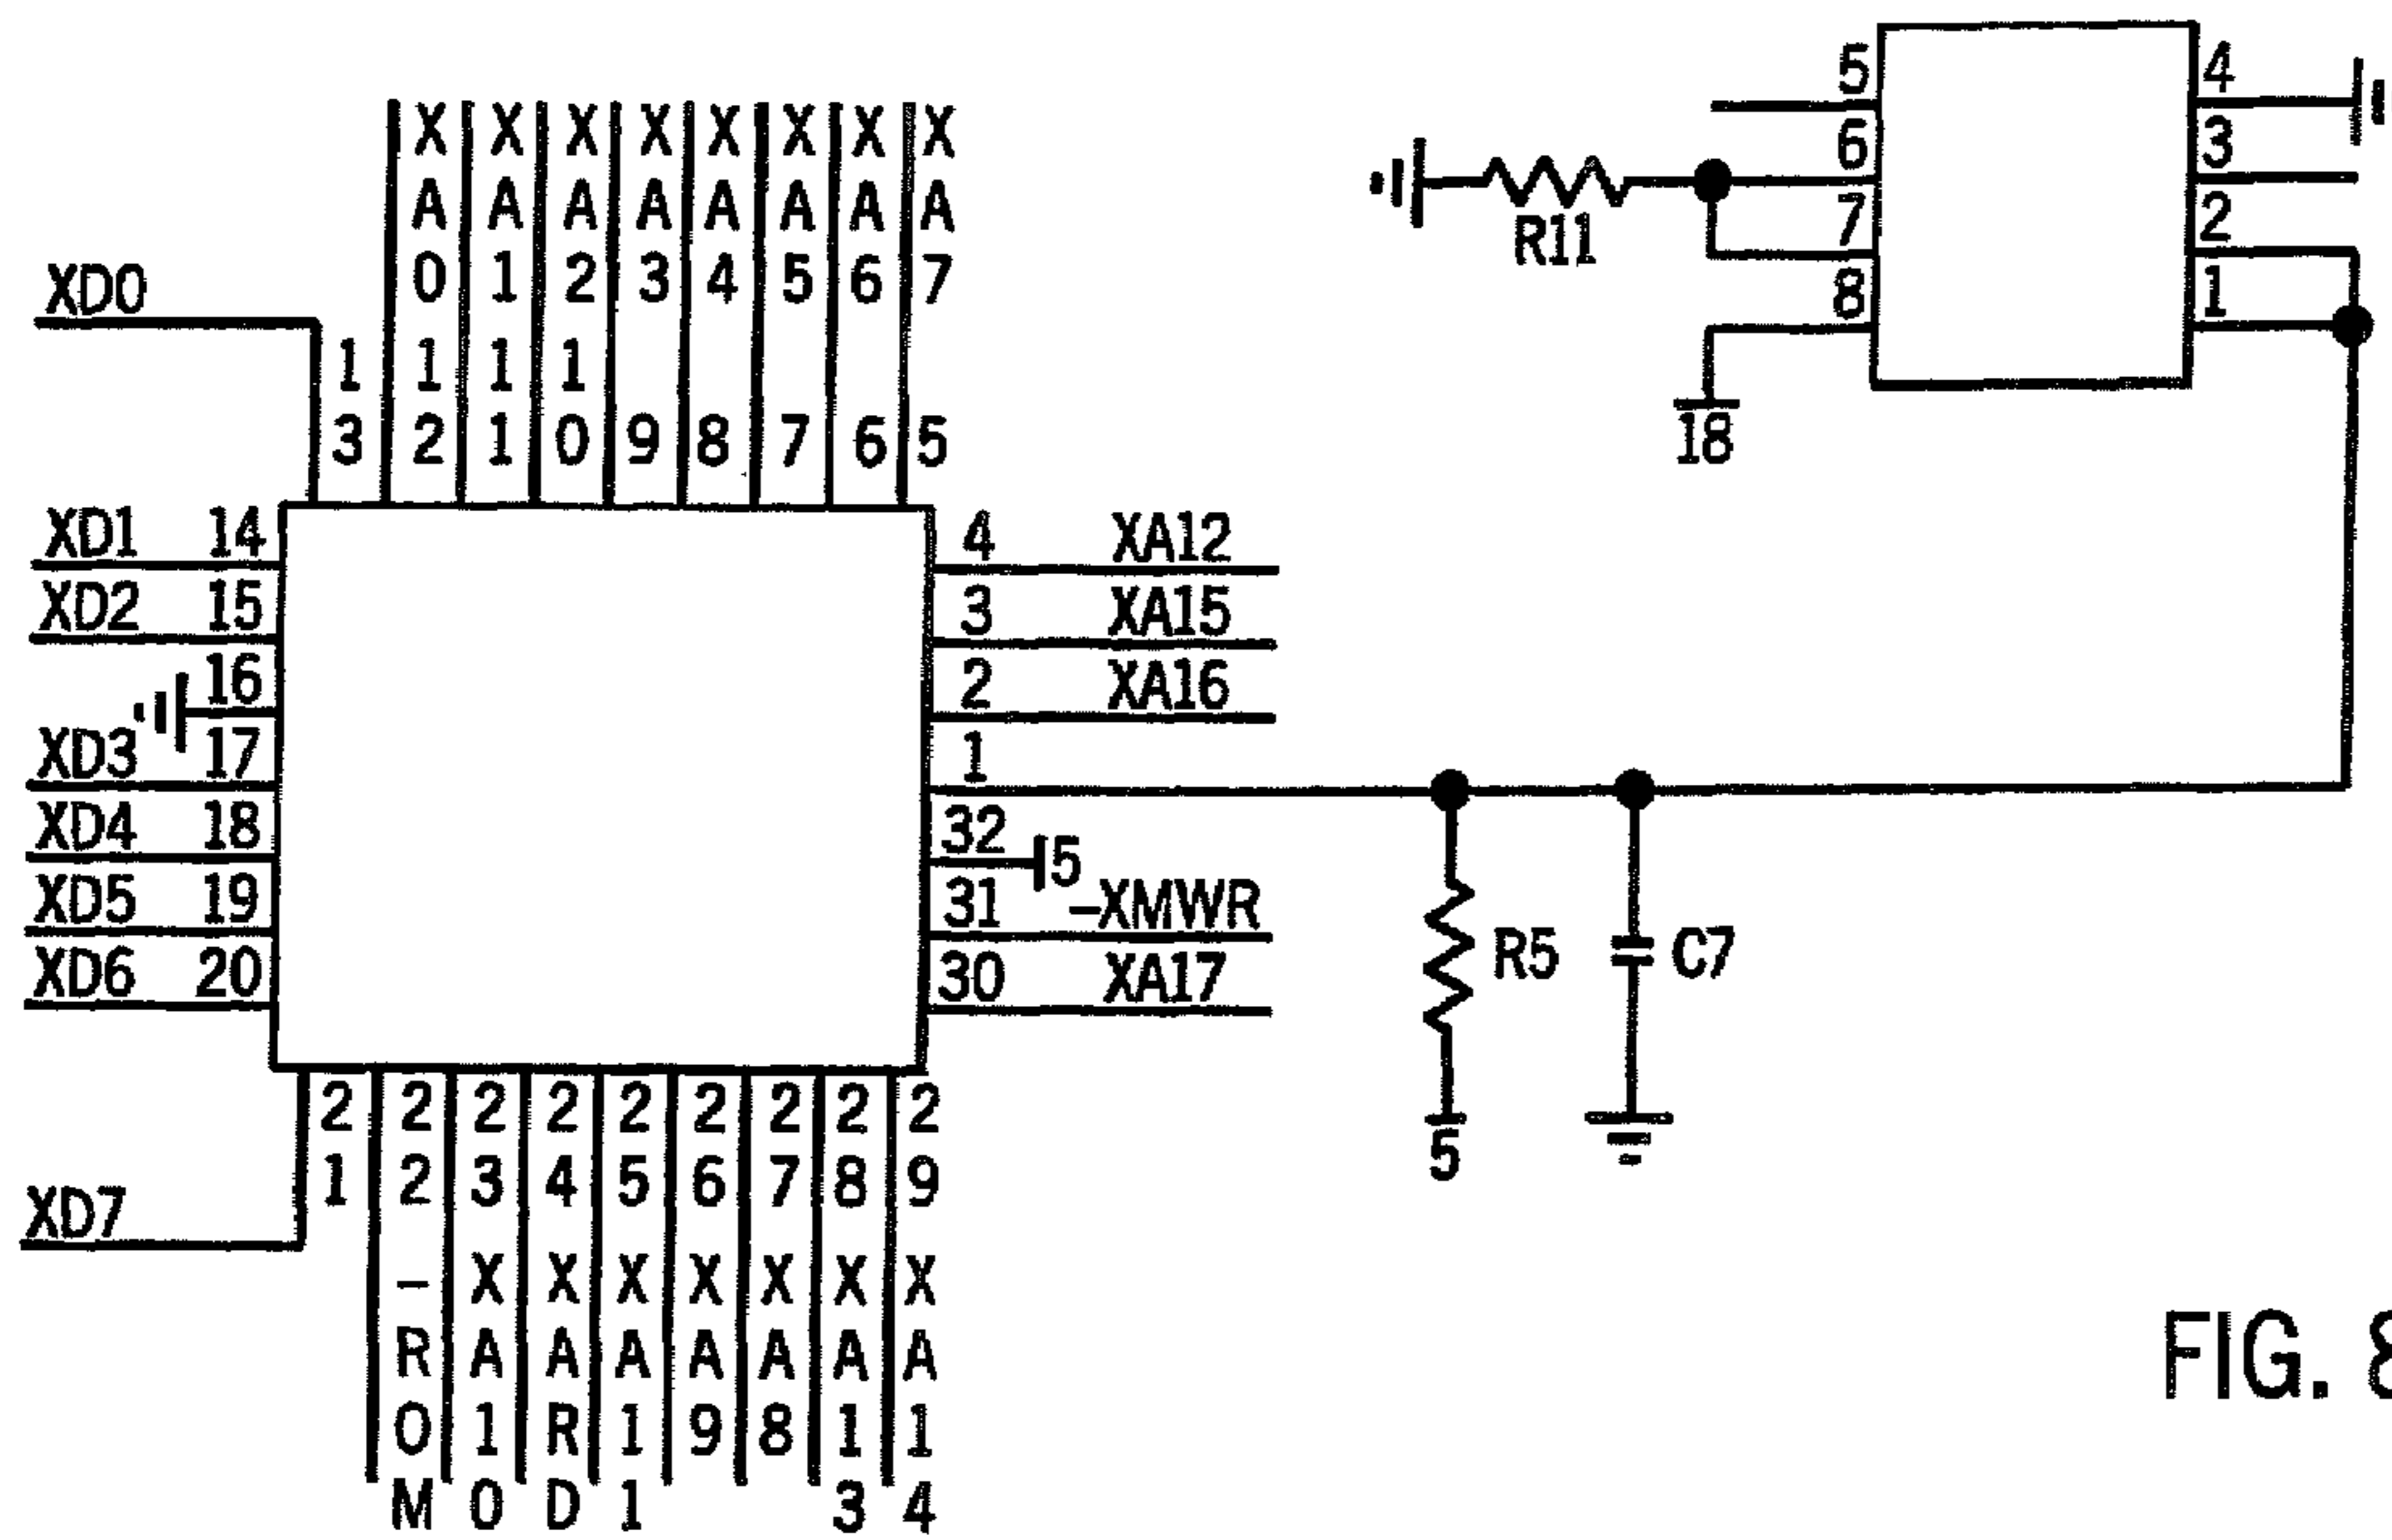 XA0
XA1
XA2
XA3
XA4
XA5
XA6
XA7
XD0
13
12
11
10
9
8
7
6
5
XD1 14
XD2 15
16
XD3 17
XD4 18
XD5 19
XD6 20
4 XA12
3 XA15
2 XA16
1
32 5
31 -XMWR
30 XA17
XD7
21
22
23
24
25
26
27
28
29
-ROM
XA10
XARD
XA11
XA9
XA8
XA13
XA14
5
6
7
8
4
3
2
1
R11
18
R5
C7
5
FIG. 8